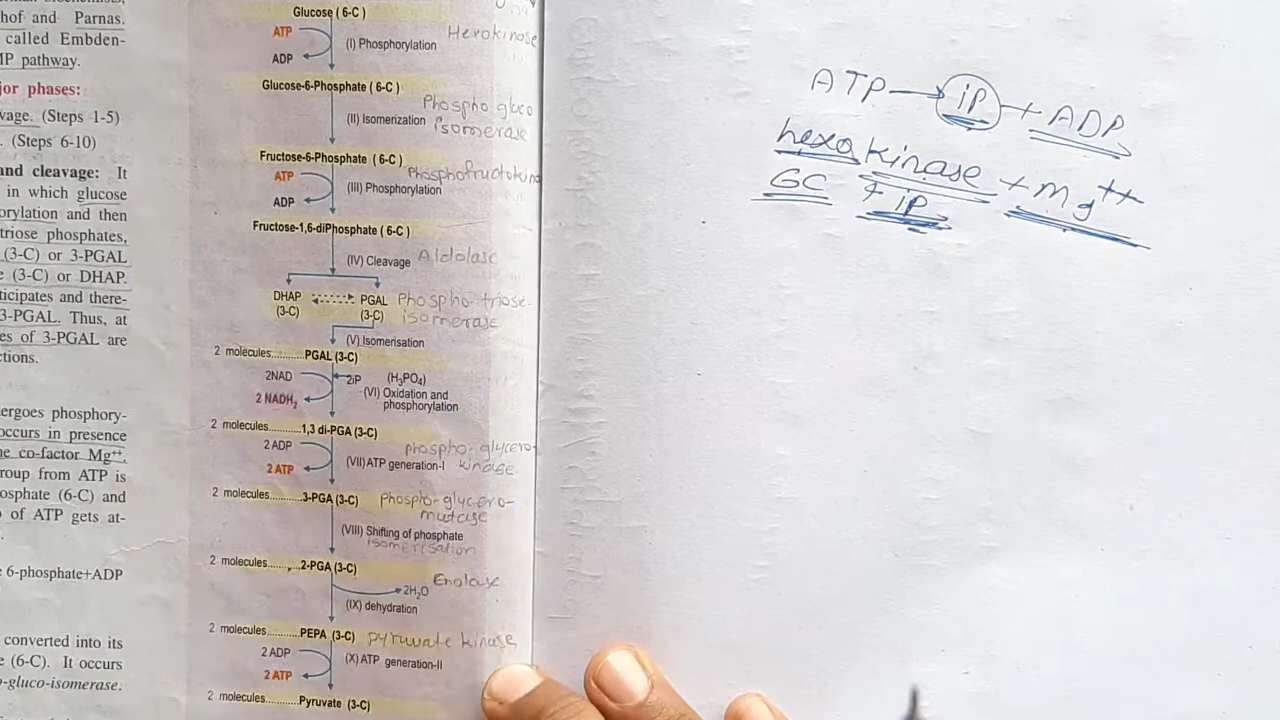 hof and Parnas.
called Embden-
MP pathway.
jor phases:
vage. (Steps 1-5)
. (Steps 6-10)
and cleavage: It
in which glucose
orylation and then
triose phosphates,
(3-C) or 3-PGAL
e (3-C) or DHAP.
ticipates and there-
3-PGAL. Thus, at
es of 3-PGAL are
ctions.
ergoes phosphory-
occurs in presence
ne co-factor Mg++.
roup from ATP is
osphate (6-C) and
p of ATP gets at-
e 6-phosphate+ADP
converted into its
e (6-C). It occurs
-gluco-isomerase.
Glucose ( 6-C )
ATP
ADP
(I) Phosphorylation
Hexokinase
Glucose-6-Phosphate ( 6-C )
(II) Isomerization
Phospho gluco
isomerase
Fructose-6-Phosphate ( 6-C )
ATP
ADP
(III) Phosphorylation
Phosphofructokina
Fructose-1,6-diPhosphate ( 6-C )
(IV) Cleavage
Aldolase
DHAP
(3-C)
PGAL
(3-C)
Phospho-triose-
isomerase
(V) Isomerisation
2 molecules...........PGAL (3-C)
2NAD
2 NADH2
2iP (H3PO4)
(VI) Oxidation and
phosphorylation
2 molecules...........1,3 di-PGA (3-C)
2 ADP
2 ATP
(VII) ATP generation-I
phospho-glycero-
kinase
2 molecules...........3-PGA (3-C)
Phospho-glycero-
mutase
(VIII) Shifting of phosphate
isomerisation
2 molecules...........2-PGA (3-C)
Enolase
2H2O
(IX) dehydration
2 molecules...........PEPA (3-C)
pyruvate kinase
2 ADP
2 ATP
(X) ATP generation-II
2 molecules...........Pyruvate (3-C)
ATP → iP + ADP
hexo kinase + Mg++
GC + iP